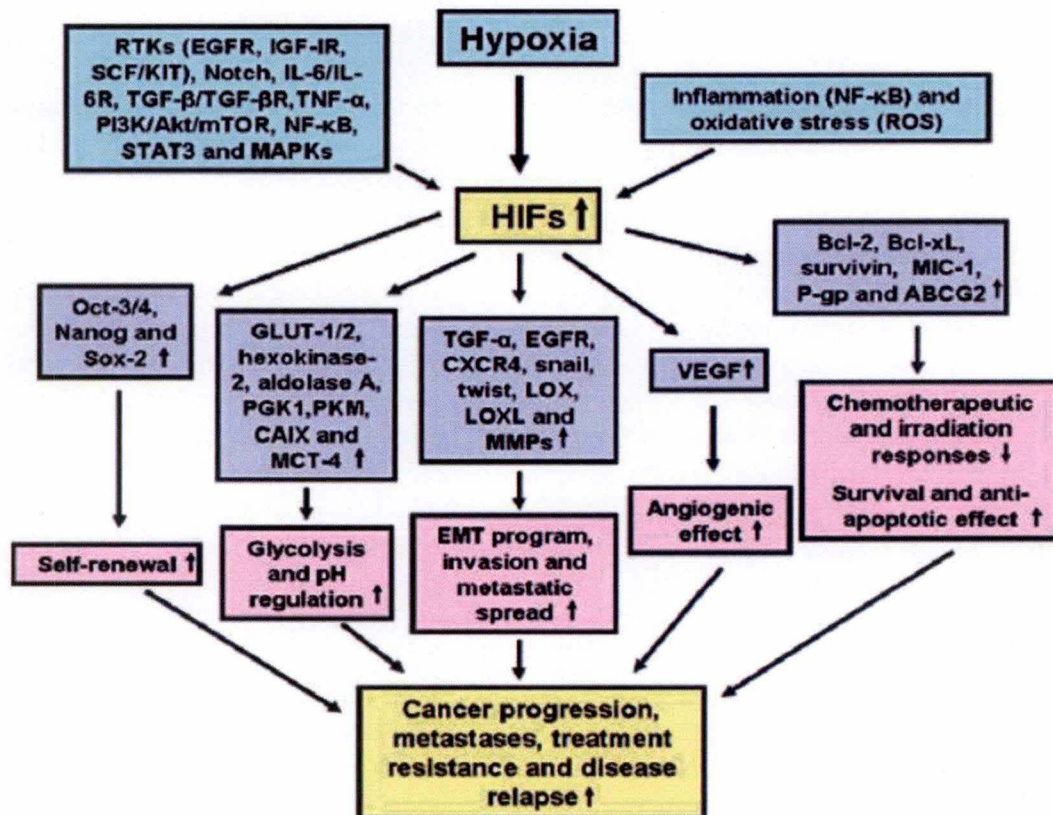 Hypoxia
RTKs (EGFR, IGF-IR,
SCF/KIT), Notch, IL-6/IL-
6R, TGF-β/TGF-βR,TNF-α,
PI3K/Akt/mTOR, NF-κB,
STAT3 and MAPKs
Inflammation (NF-κB) and
oxidative stress (ROS)
HIFs ↑
Oct-3/4,
Nanog and
Sox-2 ↑
GLUT-1/2,
hexokinase-
2, aldolase A,
PGK1,PKM,
CAIX and
MCT-4 ↑
TGF-α, EGFR,
CXCR4, snail,
twist, LOX,
LOXL and
MMPs ↑
VEGF↑
Bcl-2, Bcl-xL,
survivin, MIC-1,
P-gp and ABCG2 ↑
Self-renewal ↑
Glycolysis
and pH
regulation ↑
EMT program,
invasion and
metastatic
spread ↑
Angiogenic
effect ↑
Chemotherapeutic
and irradiation
responses ↓
Survival and anti-
apoptotic effect ↑
Cancer progression,
metastases, treatment
resistance and disease
relapse ↑